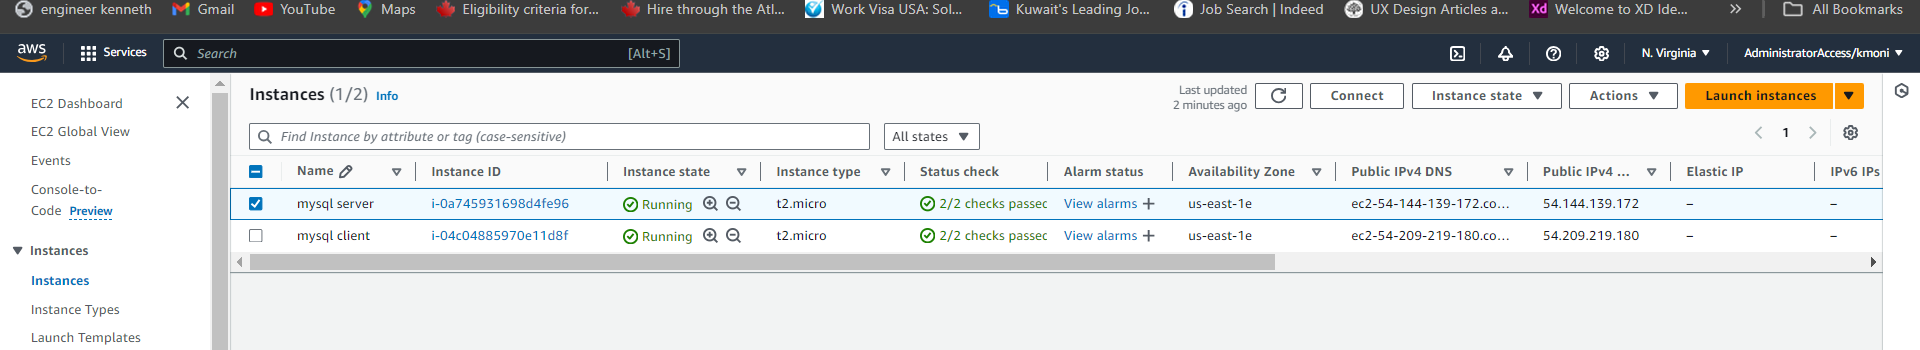 engineer kenneth Gmail YouTube Maps Eligibility criteria for... Hire through the Atl... Work Visa USA: Sol... Kuwait's Leading Jo... Job Search | Indeed UX Design Articles a... Xd Welcome to XD Ide... » All Bookmarks
aws Services Search [Alt+S] N. Virginia AdministratorAccess/kmoni
EC2 Dashboard
EC2 Global View
Events
Console-to-
Code Preview
Instances
Instances
Instance Types
Launch Templates
Instances (1/2) Info
Last updated
2 minutes ago
Connect Instance state Actions Launch instances
Find Instance by attribute or tag (case-sensitive) All states 1
Name Instance ID Instance state Instance type Status check Alarm status Availability Zone Public IPv4 DNS Public IPv4 ... Elastic IP IPv6 IPs
mysql server i-0a745931698d4fe96 Running t2.micro 2/2 checks passec View alarms + us-east-1e ec2-54-144-139-172.co... 54.144.139.172 – –
mysql client i-04c04885970e11d8f Running t2.micro 2/2 checks passec View alarms + us-east-1e ec2-54-209-219-180.co... 54.209.219.180 – –